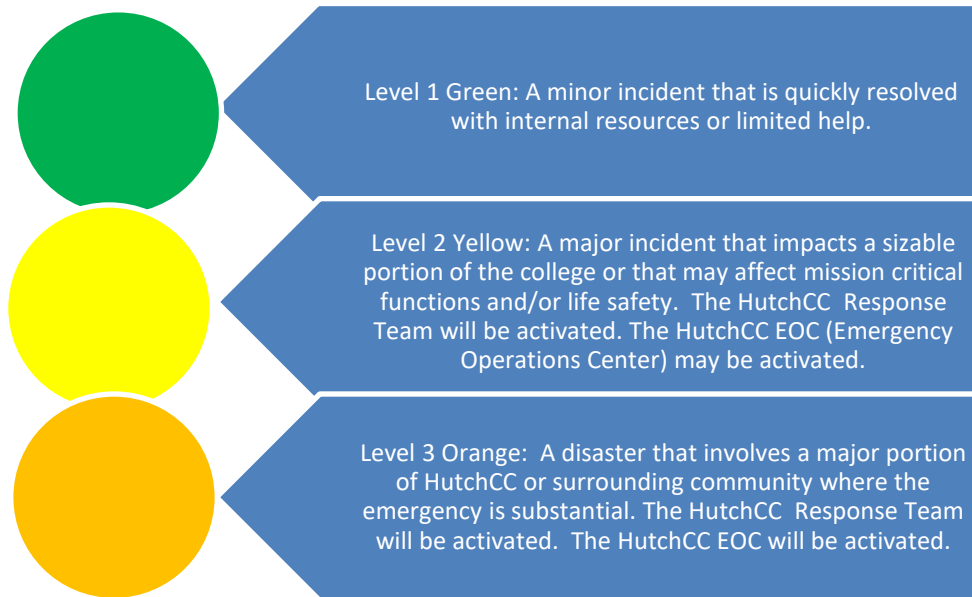 Level 1 Green: A minor incident that is quickly resolved
with internal resources or limited help.
Level 2 Yellow: A major incident that impacts a sizable
portion of the college or that may affect mission critical
functions and/or life safety.  The HutchCC  Response
Team will be activated. The HutchCC EOC (Emergency
Operations Center) may be activated.
Level 3 Orange:  A disaster that involves a major portion
of HutchCC or surrounding community where the
emergency is substantial. The HutchCC  Response Team
will be activated.  The HutchCC EOC will be activated.